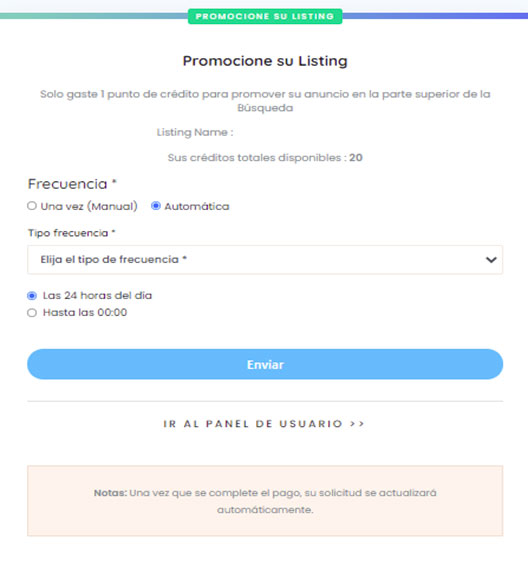 PROMOCIONE SU LISTING
Promocione su Listing
Solo gaste 1 punto de crédito para promover su anuncio en la parte superior de la
Búsqueda
Listing Name :
Sus créditos totales disponibles : 20
Frecuencia *
Una vez (Manual) Automática
Tipo frecuencia *
Elija el tipo de frecuencia *
Las 24 horas del día
Hasta las 00:00
Enviar
IR AL PANEL DE USUARIO >>
Notas: Una vez que se complete el pago, su solicitud se actualizará
automáticamente.